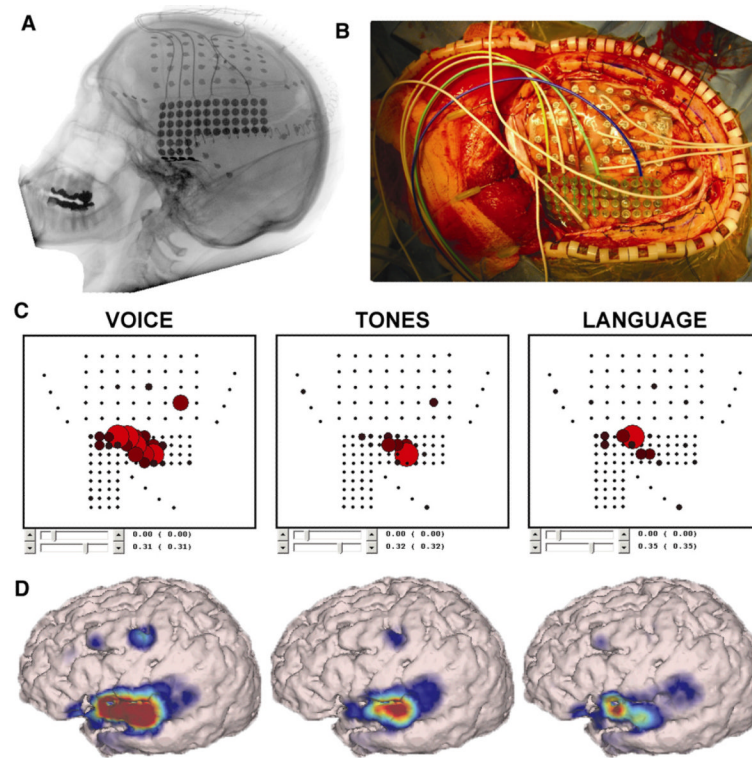 A
B
C
VOICE
TONES
LANGUAGE
0.00 ( 0.00)
0.31 ( 0.31)
0.00 ( 0.00)
0.32 ( 0.32)
0.00 ( 0.00)
0.35 ( 0.35)
D